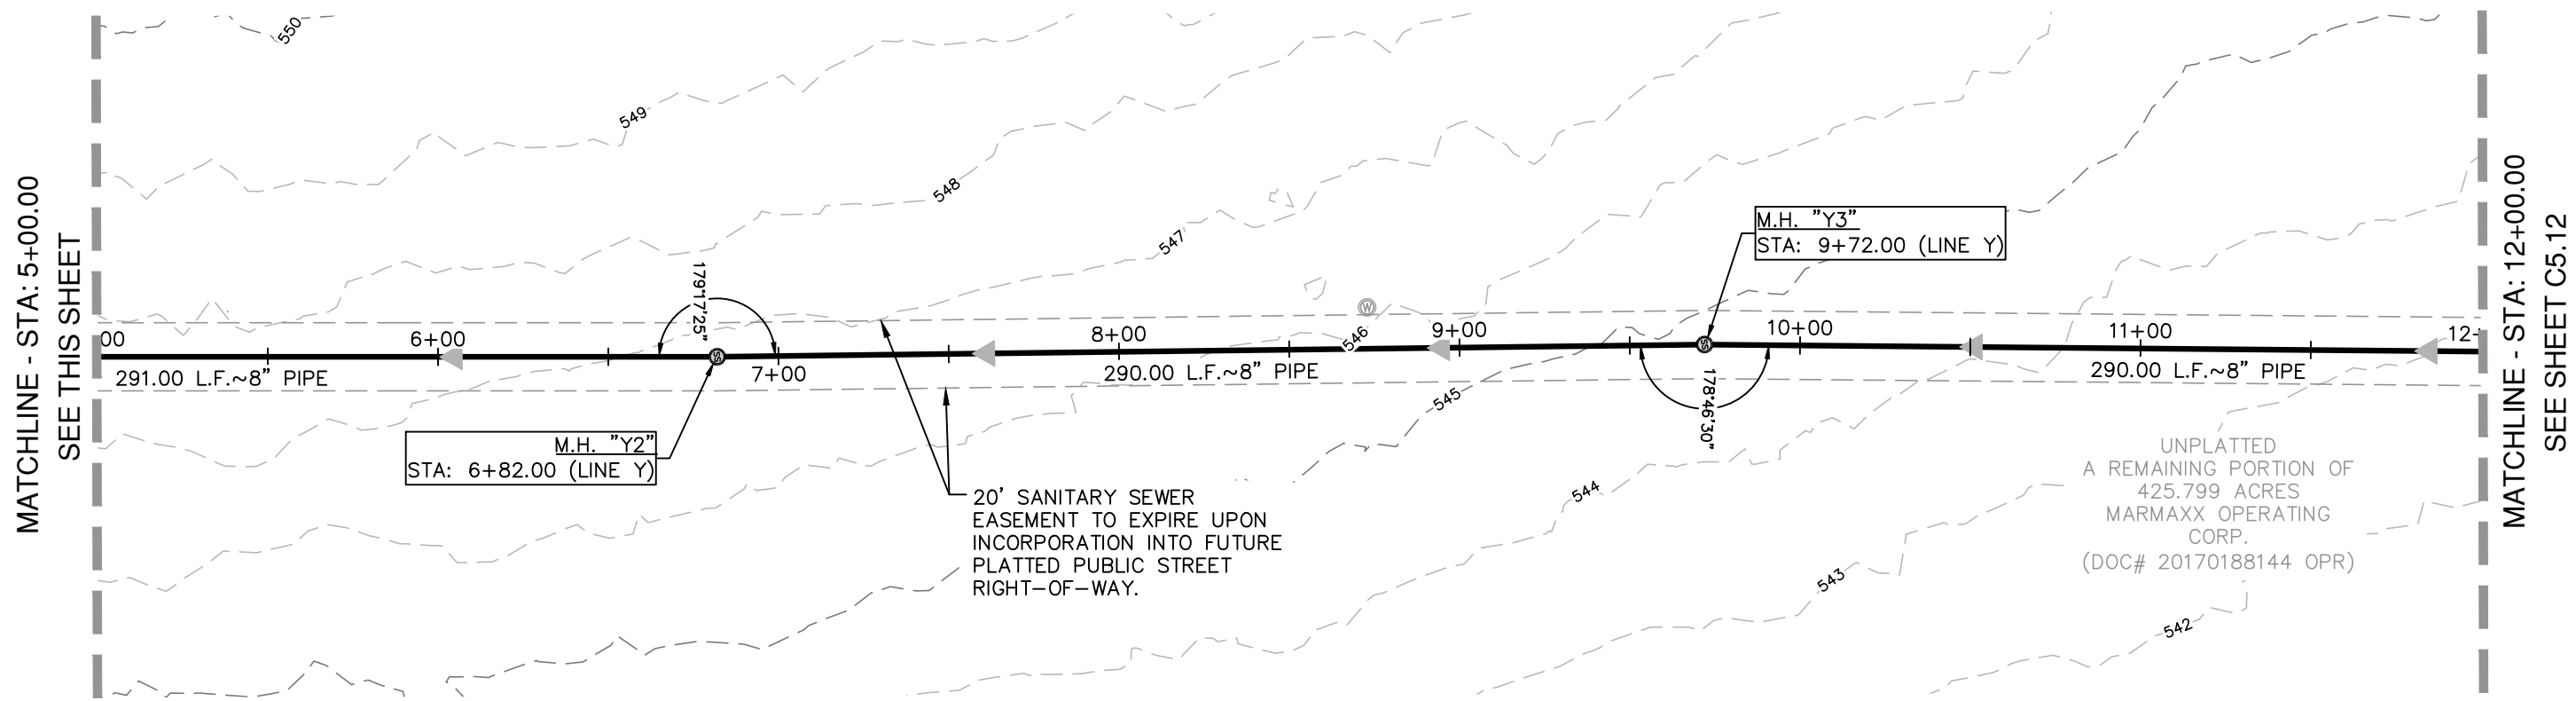 MATCHLINE - STA: 5+00.00
SEE THIS SHEET
550
549
548
547
546
545
544
543
542
00
6+00
7+00
8+00
9+00
10+00
11+00
12+
179°17'25"
178°46'30"
291.00 L.F.~8" PIPE
290.00 L.F.~8" PIPE
290.00 L.F.~8" PIPE
M.H. "Y2"
STA: 6+82.00 (LINE Y)
M.H. "Y3"
STA: 9+72.00 (LINE Y)
SS
SS
W
20' SANITARY SEWER
EASEMENT TO EXPIRE UPON
INCORPORATION INTO FUTURE
PLATTED PUBLIC STREET
RIGHT-OF-WAY.
UNPLATTED
A REMAINING PORTION OF
425.799 ACRES
MARMAXX OPERATING
CORP.
(DOC# 20170188144 OPR)
MATCHLINE - STA: 12+00.00
SEE SHEET C5.12